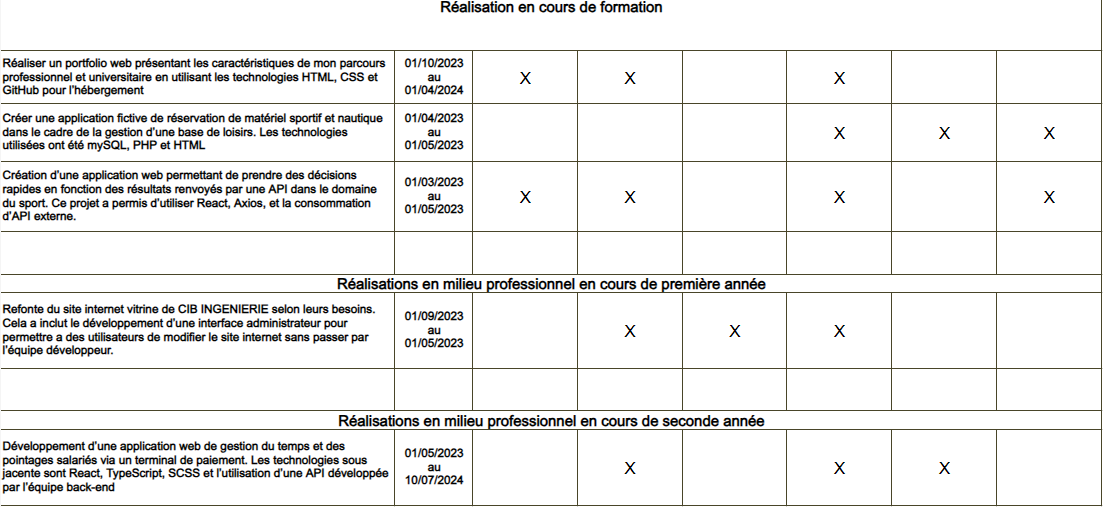 Réalisation en cours de formation
Réaliser un portfolio web présentant les caractéristiques de mon parcours
professionnel et universitaire en utilisant les technologies HTML, CSS et
GitHub pour l'hébergement
01/10/2023
au
01/04/2024
X X X
Créer une application fictive de réservation de matériel sportif et nautique
dans le cadre de la gestion d'une base de loisirs. Les technologies
utilisées ont été mySQL, PHP et HTML
01/04/2023
au
01/05/2023
X X X
Création d'une application web permettant de prendre des décisions
rapides en fonction des résultats renvoyés par une API dans le domaine
du sport. Ce projet a permis d'utiliser React, Axios, et la consommation
d'API externe.
01/03/2023
au
01/05/2023
X X X X
Réalisations en milieu professionnel en cours de première année
Refonte du site internet vitrine de CIB INGENIERIE selon leurs besoins.
Cela a inclut le développement d'une interface administrateur pour
permettre a des utilisateurs de modifier le site internet sans passer par
l'équipe développeur.
01/09/2023
au
01/05/2023
X X X
Réalisations en milieu professionnel en cours de seconde année
Développement d'une application web de gestion du temps et des
pointages salariés via un terminal de paiement. Les technologies sous
jacente sont React, TypeScript, SCSS et l'utilisation d'une API développée
par l'équipe back-end
01/05/2023
au
10/07/2024
X X X